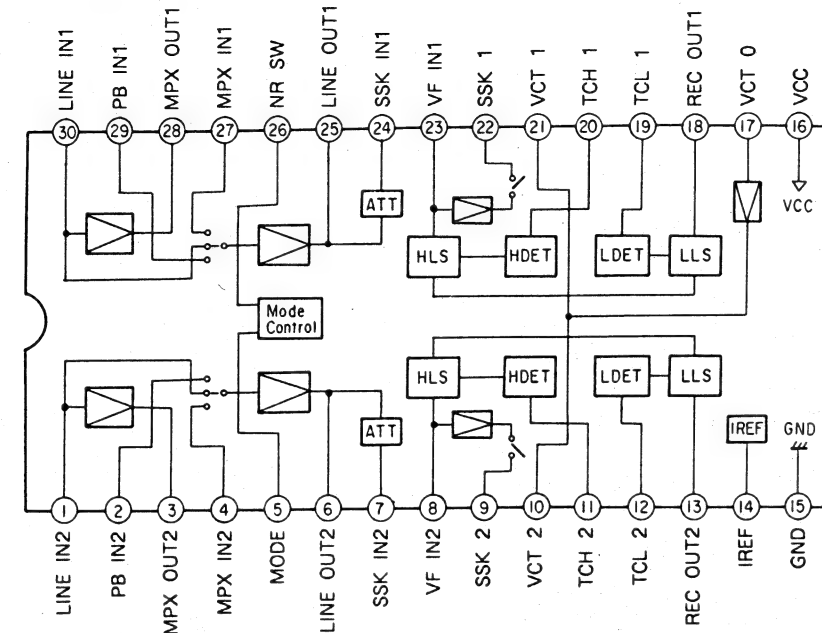 LINE IN1
PB IN1
MPX OUT1
MPX IN1
NR SW
LINE OUT1
SSK IN1
VF IN1
SSK 1
VCT 1
TCH 1
TCL 1
REC OUT1
VCT 0
VCC
30 29 28 27 26 25 24 23 22 21 20 19 18 17 16
ATT
VCC
HLS HDET LDET LLS
Mode
Control
HLS HDET LDET LLS
ATT
IREF
GND
1 2 3 4 5 6 7 8 9 10 11 12 13 14 15
LINE IN2
PB IN2
MPX OUT2
MPX IN2
MODE
LINE OUT2
SSK IN2
VF IN2
SSK 2
VCT 2
TCH 2
TCL 2
REC OUT2
IREF
GND